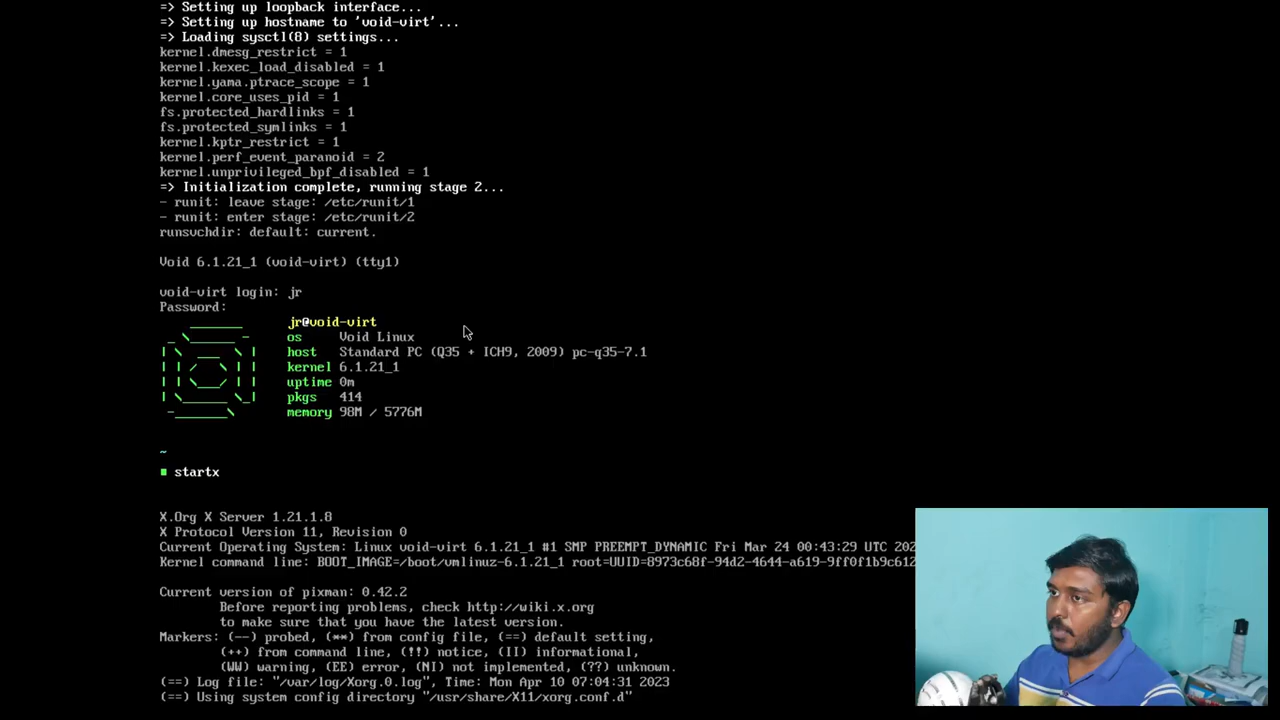 => Setting up loopback interface...
=> Setting up hostname to 'void-virt'...
=> Loading sysctl(8) settings...
kernel.dmesg_restrict = 1
kernel.kexec_load_disabled = 1
kernel.yama.ptrace_scope = 1
kernel.core_uses_pid = 1
fs.protected_hardlinks = 1
fs.protected_symlinks = 1
kernel.kptr_restrict = 1
kernel.perf_event_paranoid = 2
kernel.unprivileged_bpf_disabled = 1
=> Initialization complete, running stage 2...
- runit: leave stage: /etc/runit/1
- runit: enter stage: /etc/runit/2
runsvchdir: default: current.
Void 6.1.21_1 (void-virt) (tty1)
void-virt login: jr
Password:
jr@void-virt
os Void Linux
host Standard PC (Q35 + ICH9, 2009) pc-q35-7.1
kernel 6.1.21_1
uptime 0m
pkgs 414
memory 98M / 5776M
~
startx
X.Org X Server 1.21.1.8
X Protocol Version 11, Revision 0
Current Operating System: Linux void-virt 6.1.21_1 #1 SMP PREEMPT_DYNAMIC Fri Mar 24 00:43:29 UTC 202
Kernel command line: BOOT_IMAGE=/boot/vmlinuz-6.1.21_1 root=UUID=8973c68f-94d2-4644-a619-9ff0f1b9c612
Current version of pixman: 0.42.2
Before reporting problems, check http://wiki.x.org
to make sure that you have the latest version.
Markers: (--) probed, (**) from config file, (==) default setting,
(++) from command line, (!!) notice, (II) informational,
(WW) warning, (EE) error, (NI) not implemented, (??) unknown.
(==) Log file: "/var/log/Xorg.0.log", Time: Mon Apr 10 07:04:31 2023
(==) Using system config directory "/usr/share/X11/xorg.conf.d"